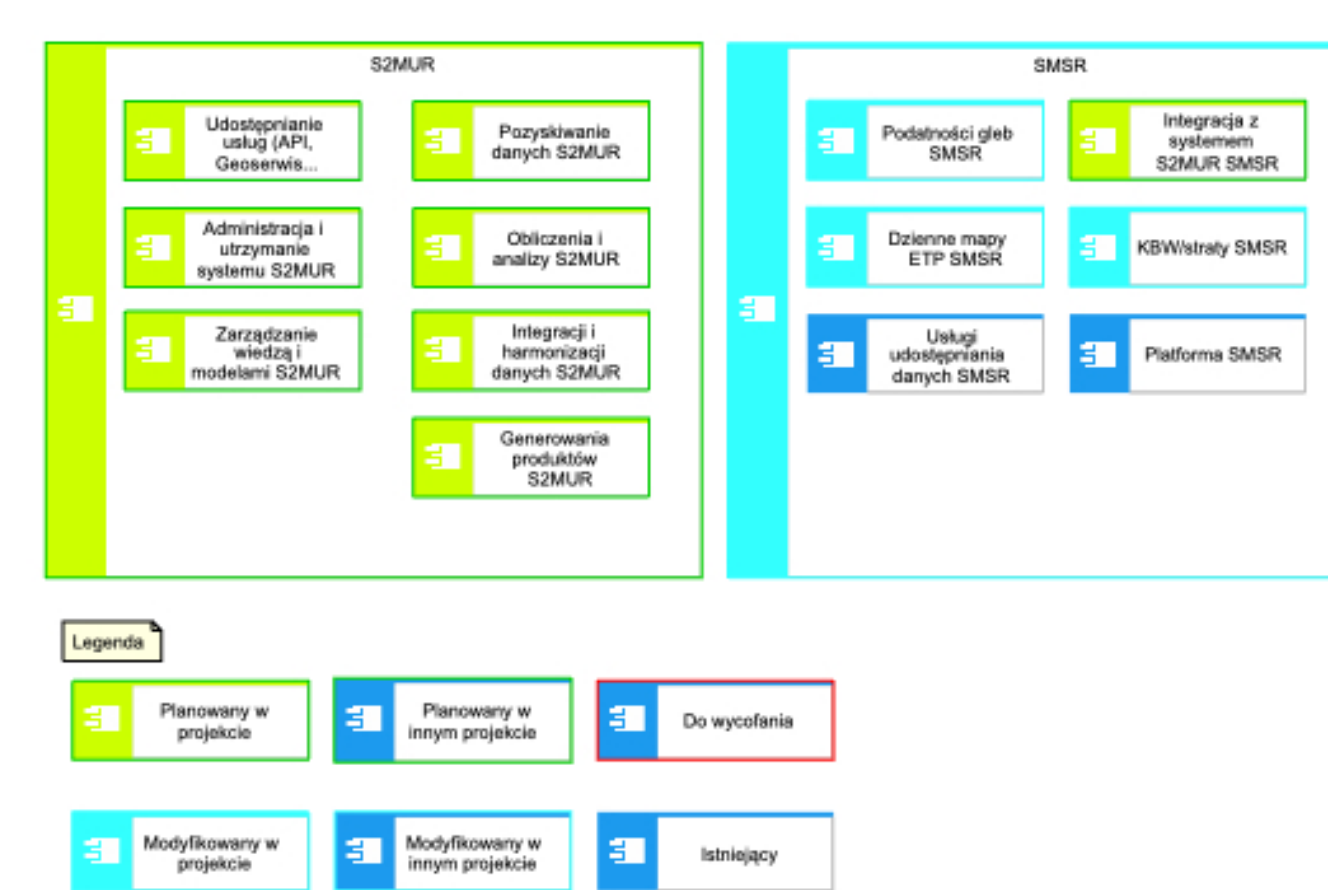 S2MUR
Udostępnianie
usług (API,
Geoserwis...
Pozyskiwanie
danych S2MUR
Administracja i
utrzymanie
systemu S2MUR
Obliczenia i
analizy S2MUR
Zarządzanie
wiedzą i
modelami S2MUR
Integracji i
harmonizacji
danych S2MUR
Generowania
produktów
S2MUR
SMSR
Podatności gleb
SMSR
Integracja z
systemem
S2MUR SMSR
Dzienne mapy
ETP SMSR
KBW/straty SMSR
Usługi
udostępniania
danych SMSR
Platforma SMSR
Legenda
Planowany w
projekcie
Planowany w
innym projekcie
Do wycofania
Modyfikowany w
projekcie
Modyfikowany w
innym projekcie
Istniejący